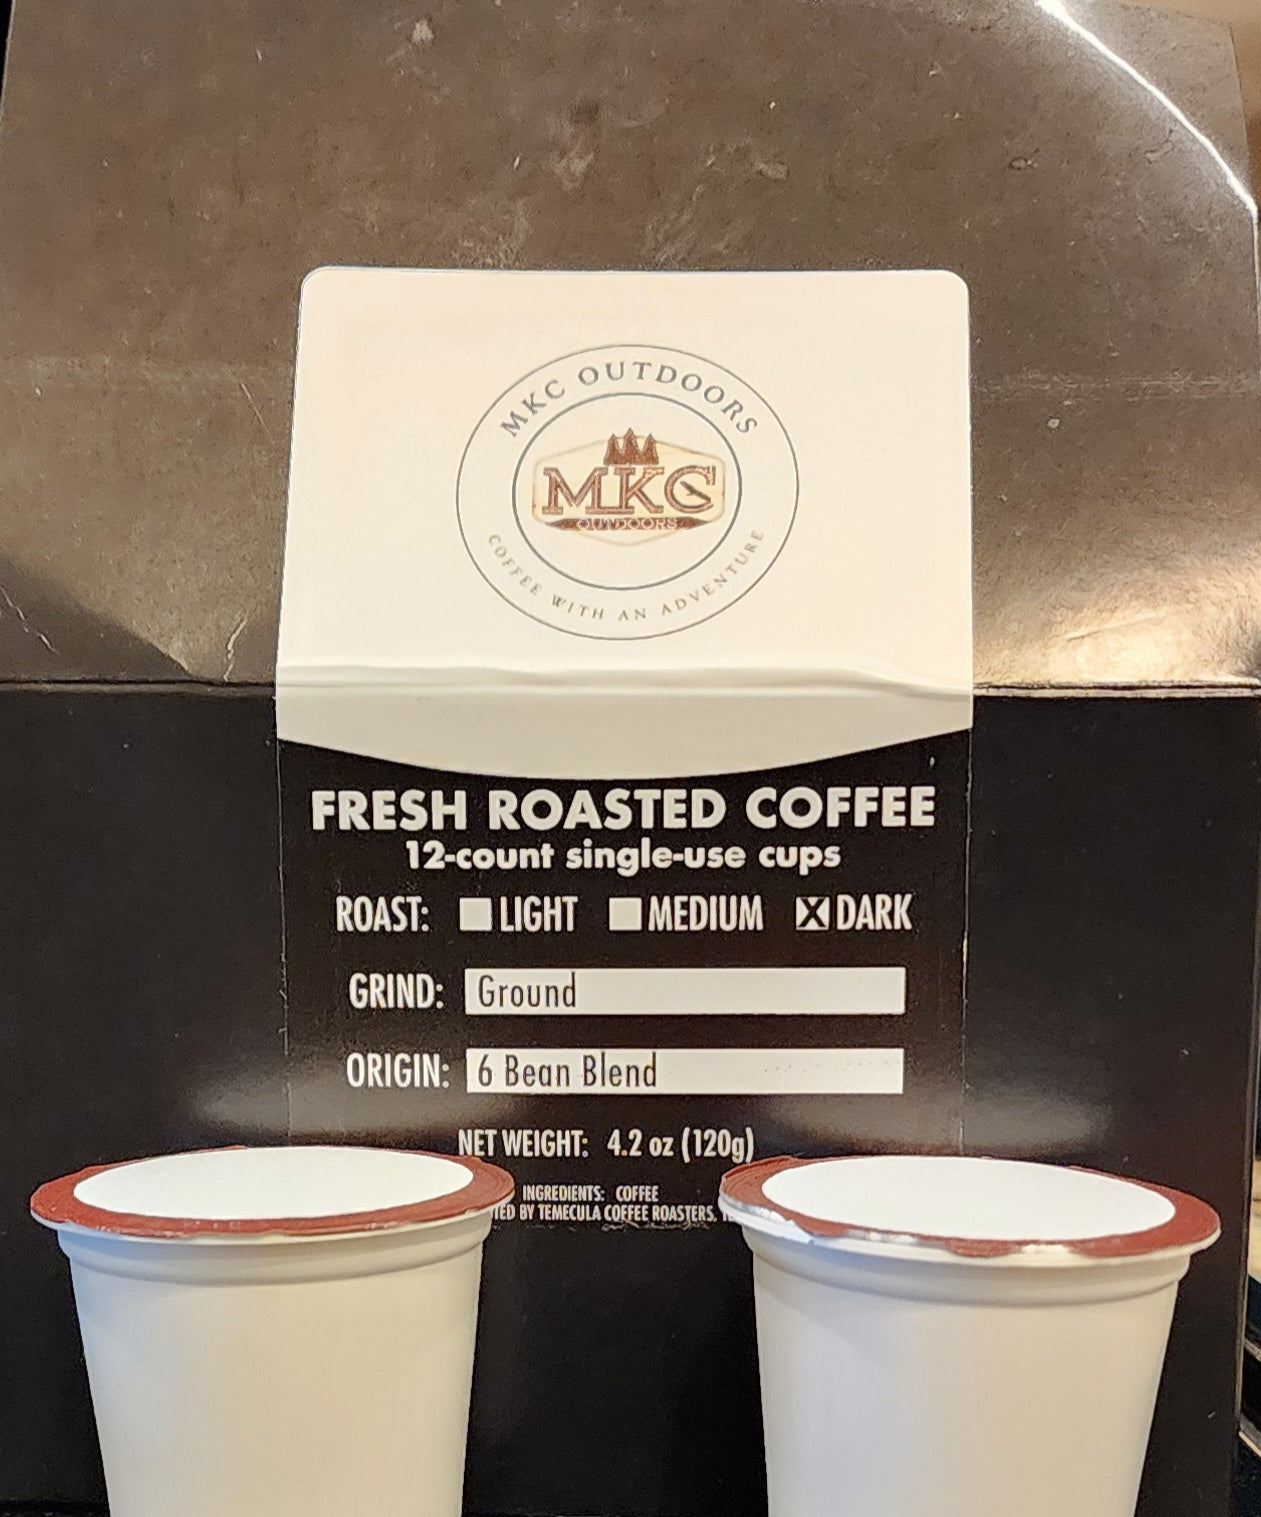 MKC OUTDOORS
MKC
OUTDOORS
COFFEE WITH AN ADVENTURE
FRESH ROASTED COFFEE
12-count single-use cups
ROAST: LIGHT MEDIUM X DARK
GRIND: Ground
ORIGIN: 6 Bean Blend
NET WEIGHT: 4.2 oz (120g)
INGREDIENTS: COFFEE
BY TEMECULA COFFEE ROASTERS.